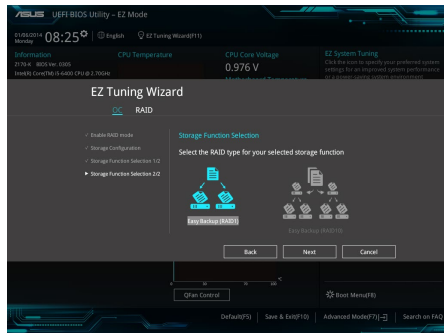 ASUS UEFI BIOS Utility – EZ Mode
01/06/2014 Monday 08:25 English EZ Tuning Wizard(F11)
Information CPU Temperature CPU Core Voltage EZ System Tuning
Z170-K BIOS Ver. 0305 0.976 V Click the icon to specify your preferred system
Intel(R) Core(TM) i5-6400 CPU @ 2.70GHz settings for an improved system performance
Motherboard Temperature or a power-saving system environment
EZ Tuning Wizard
OC RAID
Enable RAID mode
Storage Configuration
Storage Function Selection 1/2
Storage Function Selection 2/2
Storage Function Selection
Select the RAID type for your selected storage function
Easy Backup (RAID1)
Easy Backup (RAID10)
Back Next Cancel
QFan Control
Boot Menu(F8)
Default(F5) Save & Exit(F10) Advanced Mode(F7) Search on FAQ